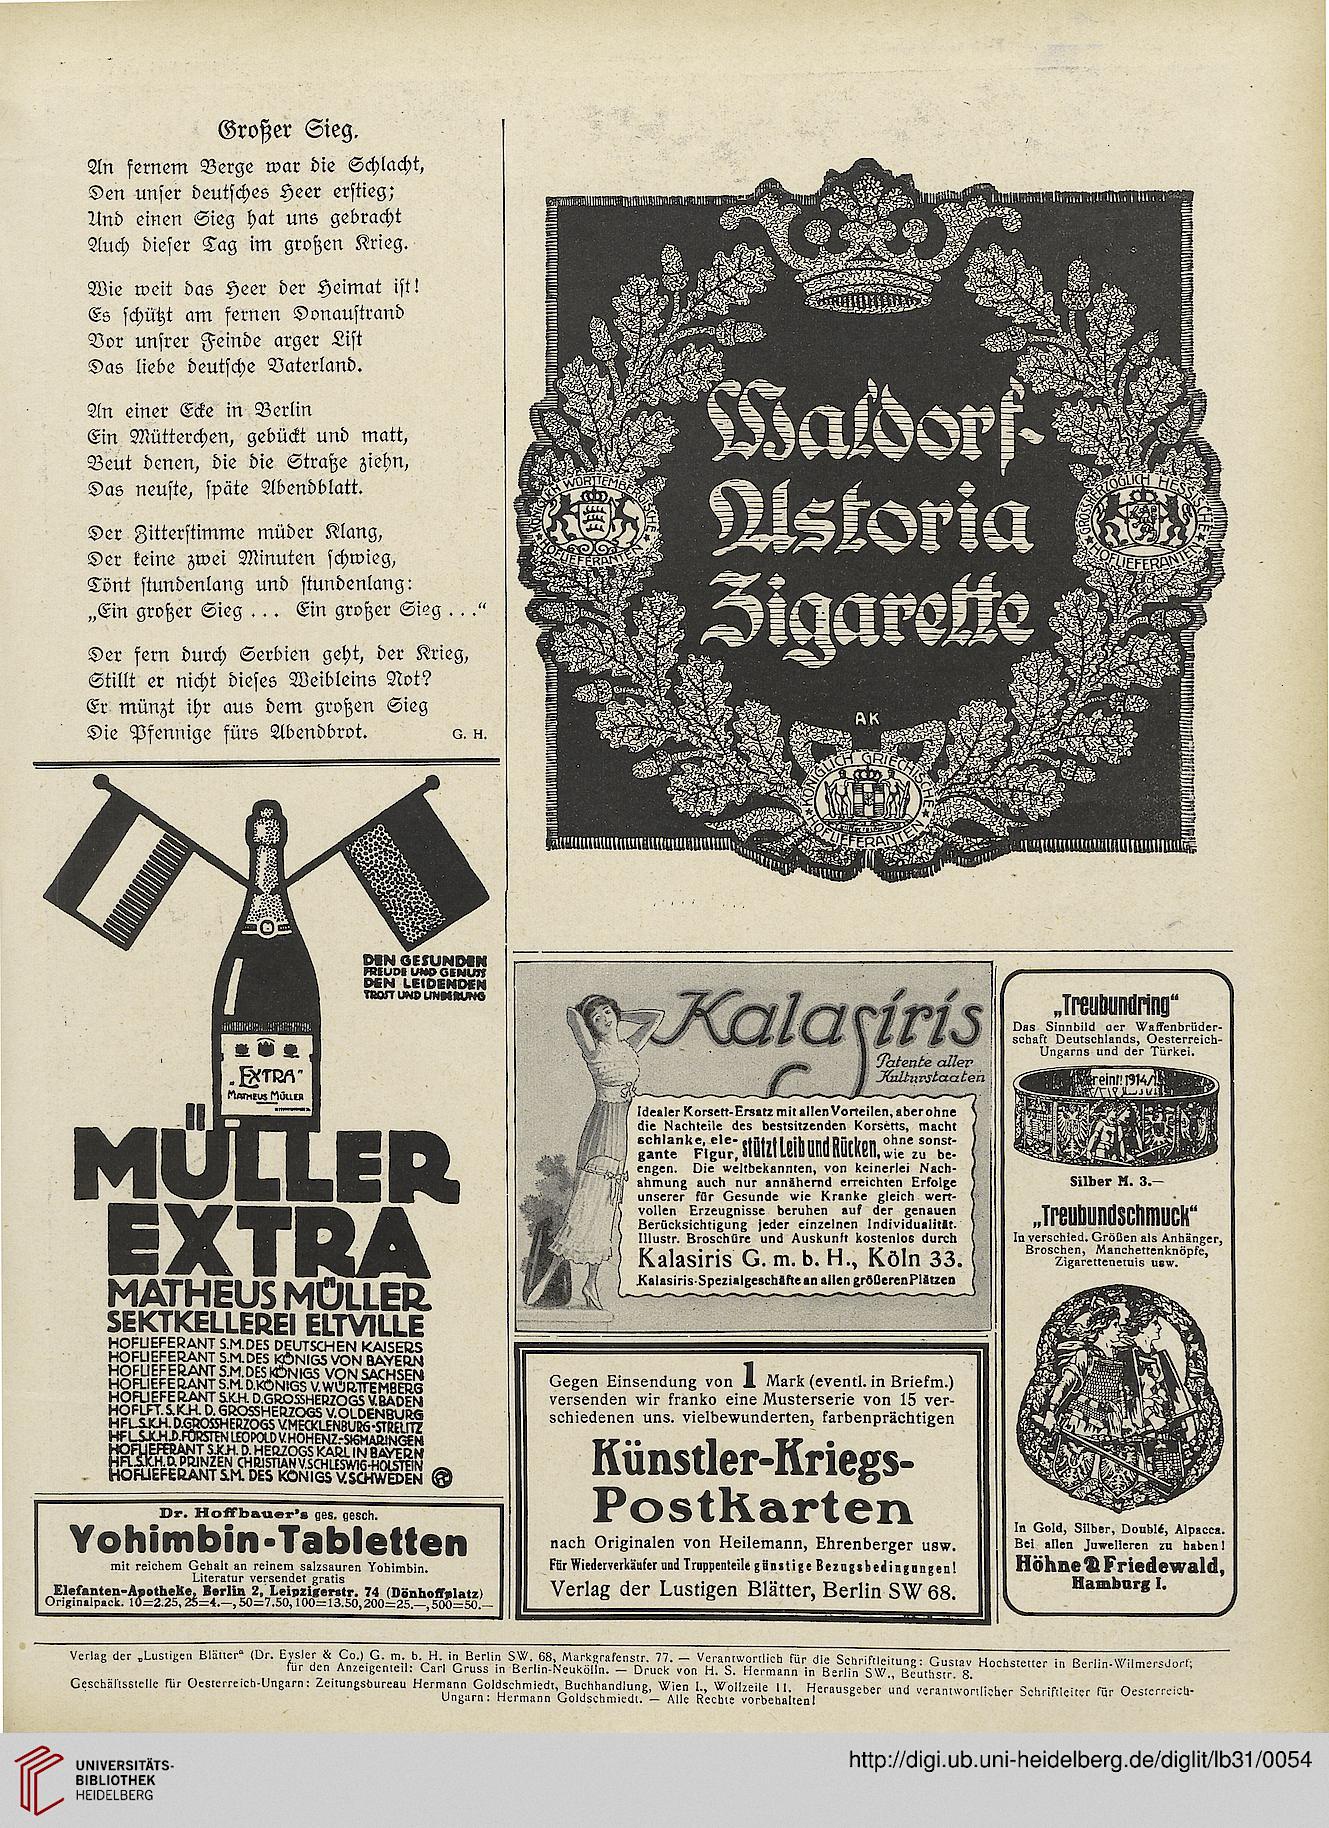 Großer Sieg.
An fernem Berge war die Schlacht,
Den unser deutsches Heer erstieg;
Und einen Sieg hat uns gebracht
Auch dieser Tag im großen Krieg.
Wie weit das Heer der Heimat ist!
Es schützt am fernen Donaustrand
Vor unsrer Feinde arger List
Das liebe deutsche Vaterland.
An einer Ecke in Berlin
Ein Mütterchen, gebückt und matt,
Beut denen, die die Straße ziehn,
Das neuste, späte Abendblatt.
Der Zitterstimme müder Klang,
Der keine zwei Minuten schwieg,
Tönt stundenlang und stundenlang:
„Ein großer Sieg . . . Ein großer Sieg . . .“
Der fern durch Serbien geht, der Krieg,
Stillt er nicht dieses Weibleins Not?
Er münzt ihr aus dem großen Sieg
Die Pfennige fürs Abendbrot. G. H.
Waldorf-
Astoria
Zigarette
KÖNIGLICH WÜRTTEMBERGISCHE HOFLIEFERANTEN
GROSSHERZOGLICH HESSISCHE HOFLIEFERANTEN
AK
KÖNIGLICH GRIECHISCHE HOFLIEFERANTEN
DEN GESUNDEN
FREUDE UND GENUSS
DEN LEIDENDEN
TROST UND LINDERUNG
„EXTRA“
MATHEUS MÜLLER
MÜLLER
EXTRA
MATHEUS MÜLLER
SEKTKELLEREI ELTVILLE
HOFLIEFERANT S.M. DES DEUTSCHEN KAISERS
HOFLIEFERANT S.M. DES KÖNIGS VON BAYERN
HOFLIEFERANT S.M. DES KÖNIGS VON SACHSEN
HOFLIEFERANT S.M. D. KÖNIGS V. WÜRTTEMBERG
HOFLIEFERANT S.K.H. D. GROSSHERZOGS V. BADEN
HOFLFT. S.K.H. D. GROSSHERZOGS V. OLDENBURG
HFL. S.K.H. D. GROSSHERZOGS V. MECKLENBURG-STRELITZ
HFL. S.K.H. D. FÜRSTEN LEOPOLD V. HOHENZ-SIGMARINGEN
HOFLIEFERANT S.K.H. D. HERZOGS KARL IN BAYERN
HFL. S.K.H. D. PRINZEN CHRISTIAN V. SCHLESWIG-HOLSTEIN
HOFLIEFERANT S.M. DES KÖNIGS V. SCHWEDEN
Dr. Hoffbauer's ges. gesch.
Yohimbin-Tabletten
mit reichem Gehalt an reinem salzsauren Yohimbin.
Literatur versendet gratis
Elefanten-Apotheke, Berlin 2, Leipzigerstr. 74 (Dönhoffplatz)
Originalpack. 10=2.25, 25=4.—, 50=7.50, 100=13.50, 200=25.—, 500=50.—
Kalasiris
Patente aller
Kulturstaaten
Idealer Korsett-Ersatz mit allen Vorteilen, aber ohne
die Nachteile des bestsitzenden Korsetts, macht
schlanke, ele-
gante Figur, stützt Leib und Rücken, ohne sonst-
wie zu be-
engen. Die weltbekannten, von keinerlei Nach-
ahmung auch nur annähernd erreichten Erfolge
unserer für Gesunde wie Kranke gleich wert-
vollen Erzeugnisse beruhen auf der genauen
Berücksichtigung jeder einzelnen Individualität.
Illustr. Broschüre und Auskunft kostenlos durch
Kalasiris G. m. b. H., Köln 33.
Kalasiris-Spezialgeschäfte an allen größeren Plätzen
Gegen Einsendung von 1 Mark (eventl. in Briefm.)
versenden wir franko eine Musterserie von 15 ver-
schiedenen uns. vielbewunderten, farbenprächtigen
Künstler-Kriegs-
Postkarten
nach Originalen von Heilemann, Ehrenberger usw.
Für Wiederverkäufer und Truppenteile günstige Bezugsbedingungen!
Verlag der Lustigen Blätter, Berlin SW 68.
„Treubundring“
Das Sinnbild der Waffenbrüder-
schaft Deutschlands, Oesterreich-
Ungarns und der Türkei.
Silber M. 3.—
„Treubundschmuck“
In verschied. Größen als Anhänger,
Broschen, Manchettenknöpfe,
Zigarettenetuis usw.
In Gold, Silber, Doublé, Alpacca.
Bei allen Juwelieren zu haben!
Höhne & Friedewald,
Hamburg I.
Verlag der „Lustigen Blätter“ (Dr. Eysler & Co.) G. m. b. H. in Berlin SW. 68, Markgrafenstr. 77. — Verantwortlich für die Schriftleitung: Gustav Hochstetter in Berlin-Wilmersdorf;
für den Anzeigenteil: Carl Gruss in Berlin-Neukölln. — Druck von H. S. Hermann in Berlin SW., Beuthstr. 8.
Geschäftsstelle für Oesterreich-Ungarn: Zeitungsbureau Hermann Goldschmiedt, Buchhandlung, Wien I., Wollzeile 11. Herausgeber und verantwortlicher Schriftleiter für Oesterreich-
Ungarn: Hermann Goldschmiedt. — Alle Rechte vorbehalten!
UNIVERSITÄTS-
BIBLIOTHEK
HEIDELBERG
http://digi.ub.uni-heidelberg.de/diglit/lb31/0054